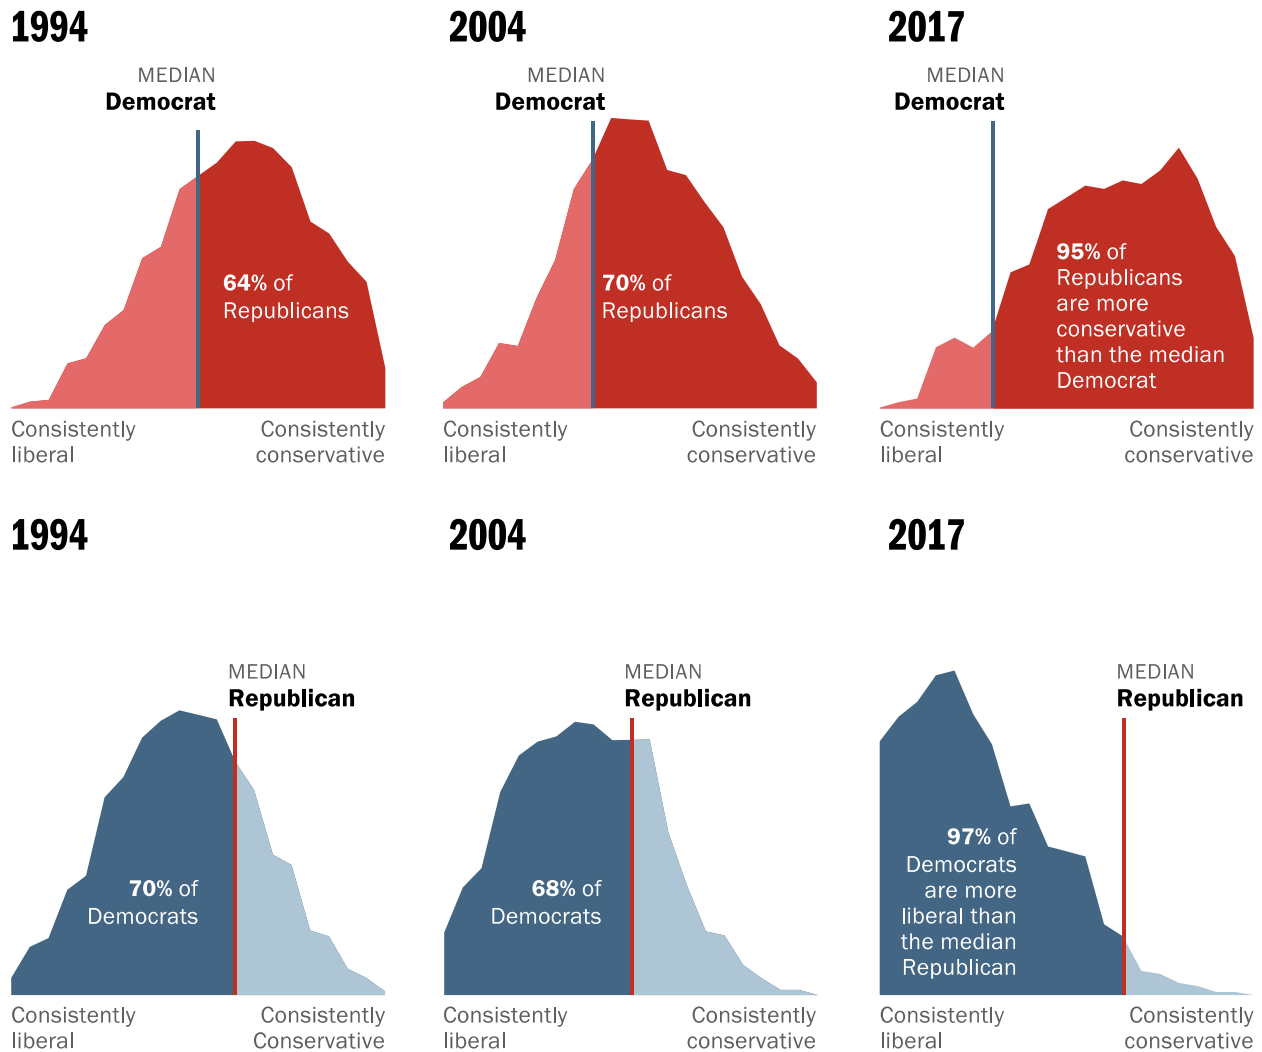 1994
MEDIAN
Democrat
64% of
Republicans
Consistently
liberal
Consistently
conservative
2004
MEDIAN
Democrat
70% of
Republicans
Consistently
liberal
Consistently
conservative
2017
MEDIAN
Democrat
95% of
Republicans
are more
conservative
than the median
Democrat
Consistently
liberal
Consistently
conservative
1994
MEDIAN
Republican
70% of
Democrats
Consistently
liberal
Consistently
Conservative
2004
MEDIAN
Republican
68% of
Democrats
Consistently
liberal
Consistently
conservative
2017
MEDIAN
Republican
97% of
Democrats
are more
liberal than
the median
Republican
Consistently
liberal
Consistently
conservative